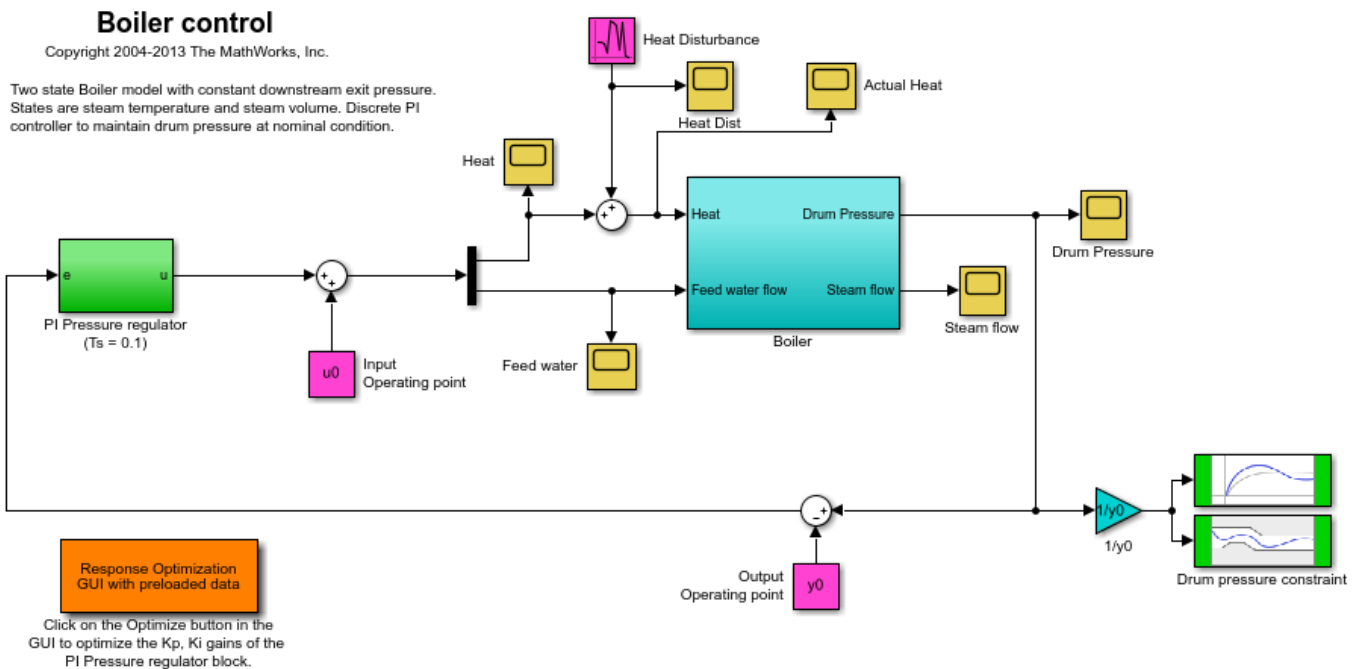 Boiler control
Copyright 2004-2013 The MathWorks, Inc.
Two state Boiler model with constant downstream exit pressure.
States are steam temperature and steam volume. Discrete PI
controller to maintain drum pressure at nominal condition.
Heat Disturbance
Heat Dist
Actual Heat
Heat
Heat
Drum Pressure
Feed water flow
Steam flow
Boiler
Drum Pressure
Steam flow
e
u
PI Pressure regulator
(Ts = 0.1)
u0
Input
Operating point
Feed water
1/y0
1/y0
Drum pressure constraint
Output
Operating point
y0
Response Optimization
GUI with preloaded data
Click on the Optimize button in the
GUI to optimize the Kp, Ki gains of the
PI Pressure regulator block.